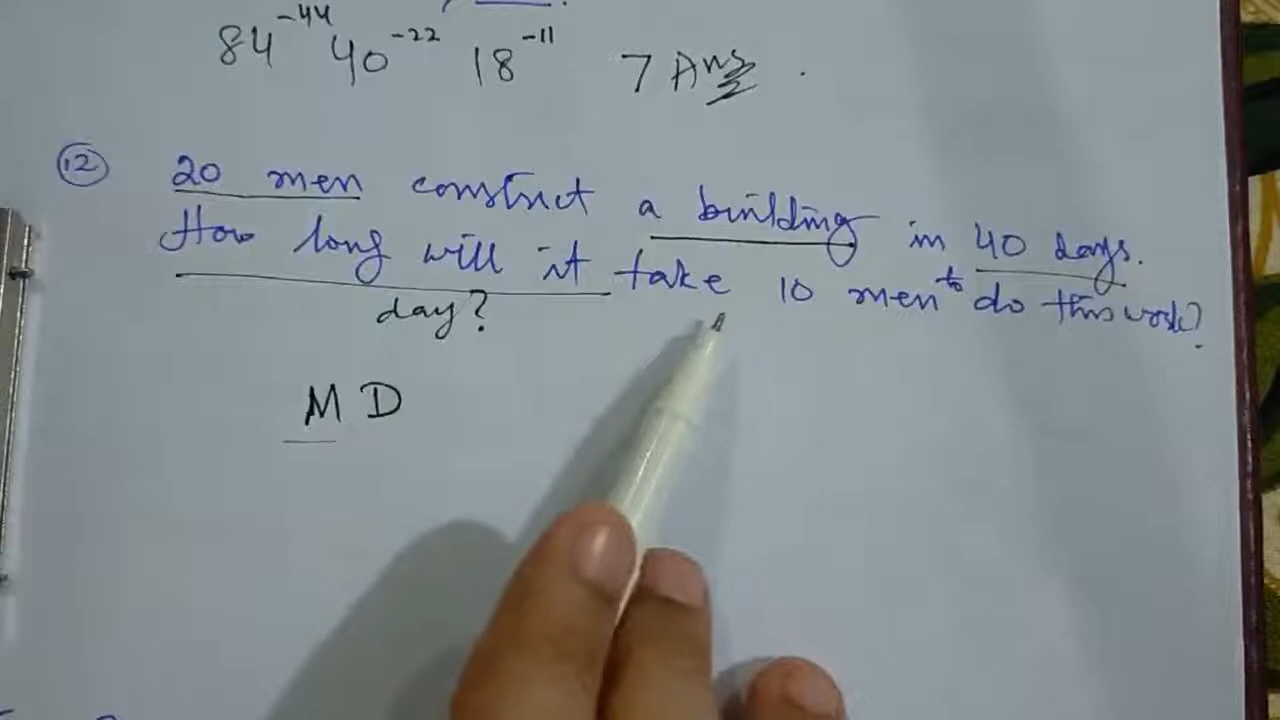 84⁻⁴⁴ 40⁻²² 18⁻¹¹ 7 Ans
(12) 20 men construct a building in 40 days.
How long will it take 10 men to do this work?
day?
M D